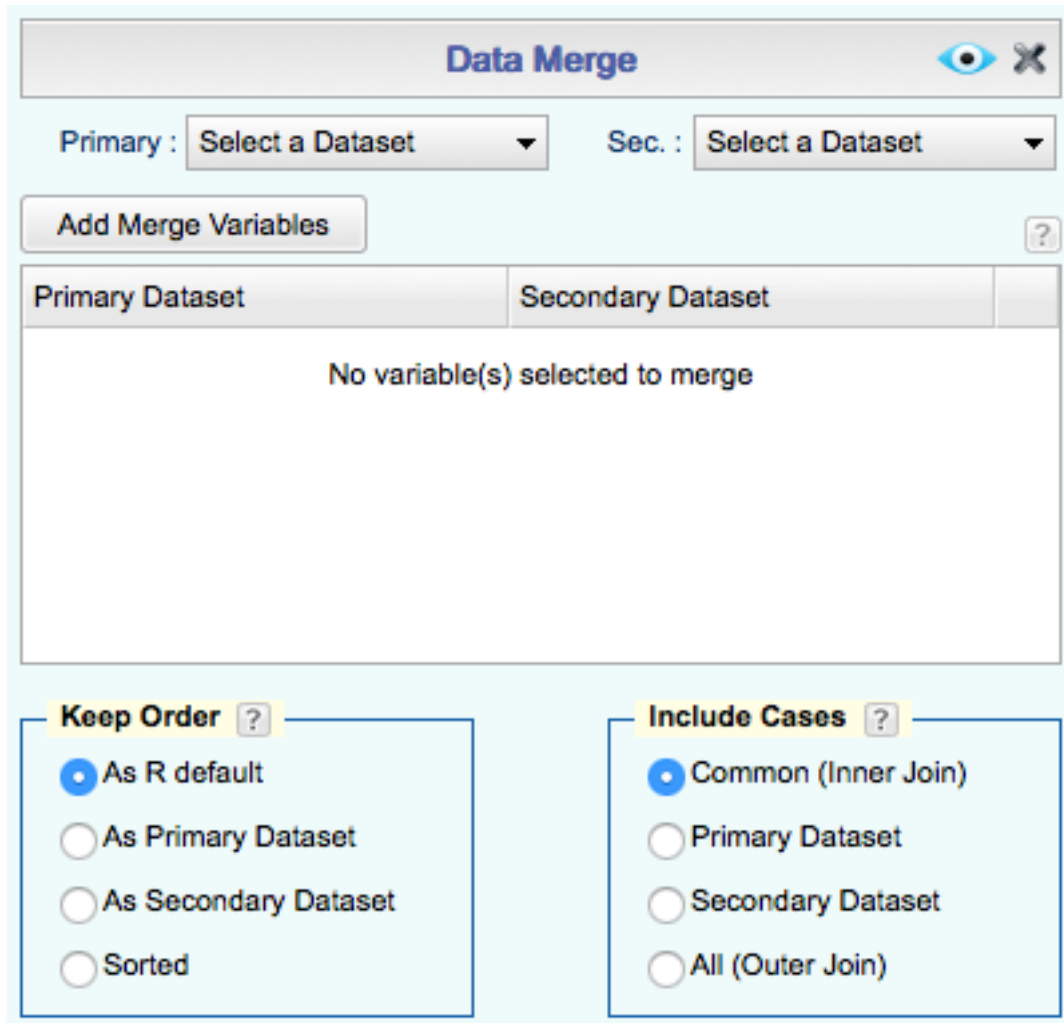 Data Merge
Primary : Select a Dataset Sec. : Select a Dataset
Add Merge Variables
?
Primary Dataset Secondary Dataset
No variable(s) selected to merge
Keep Order ?
As R default
As Primary Dataset
As Secondary Dataset
Sorted
Include Cases ?
Common (Inner Join)
Primary Dataset
Secondary Dataset
All (Outer Join)